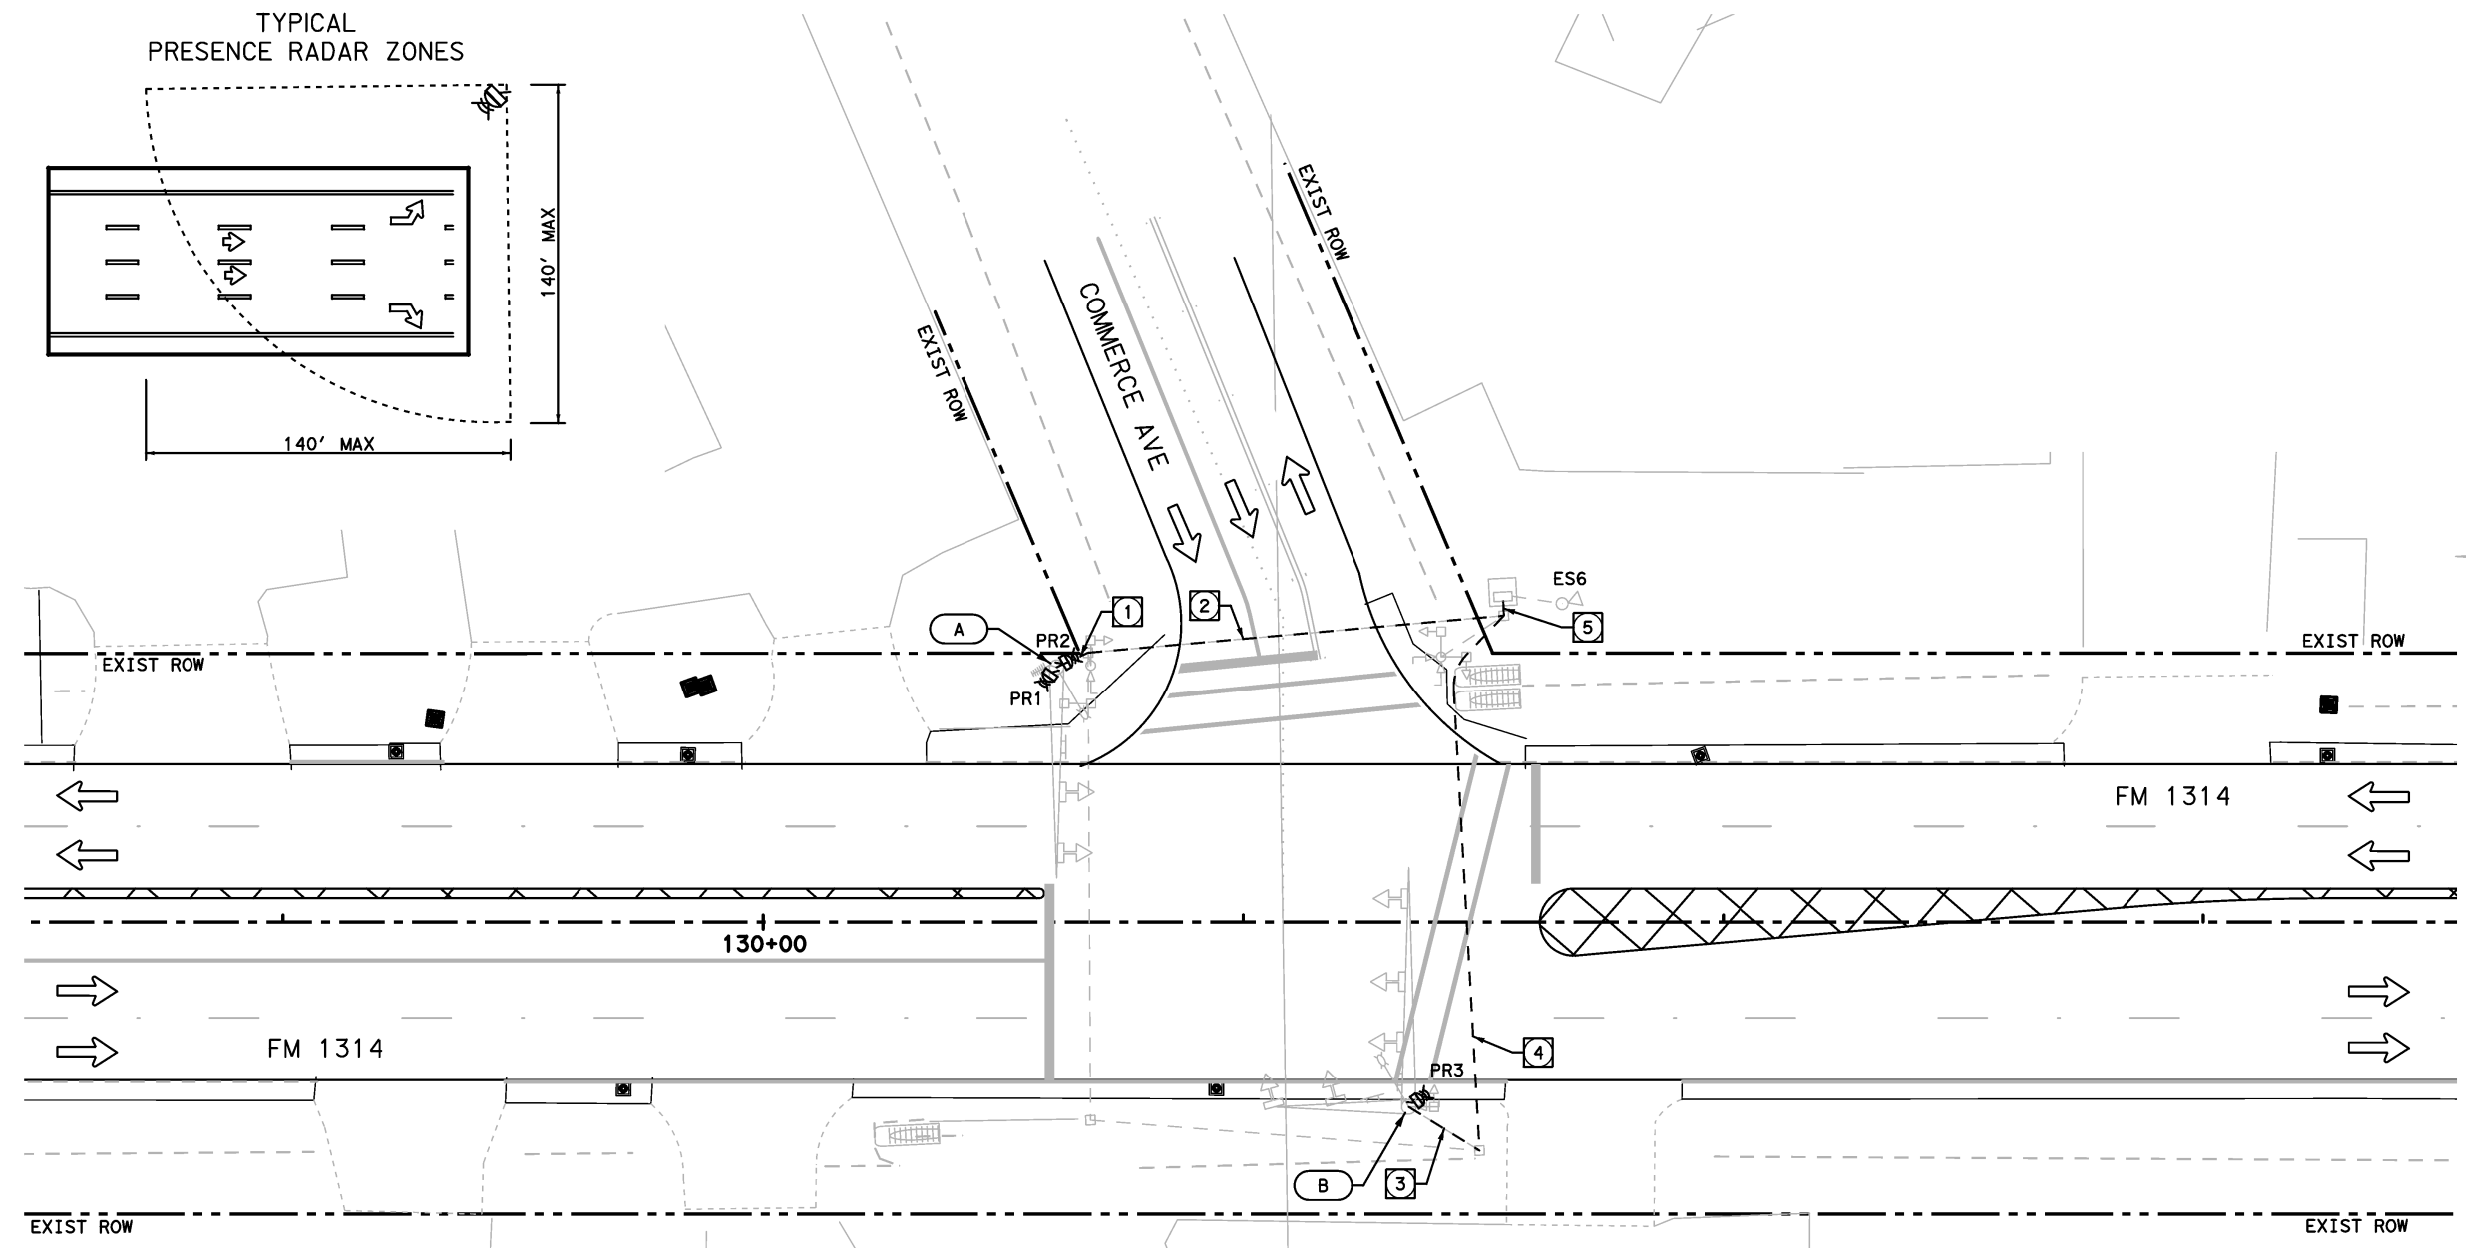 TYPICAL
PRESENCE RADAR ZONES
140' MAX
140' MAX
EXIST ROW
EXIST ROW
COMMERCE AVE
ES6
A
PR2
1
2
5
EXIST ROW
EXIST ROW
PR1
FM 1314
130+00
FM 1314
PR3
4
B
3
EXIST ROW
EXIST ROW